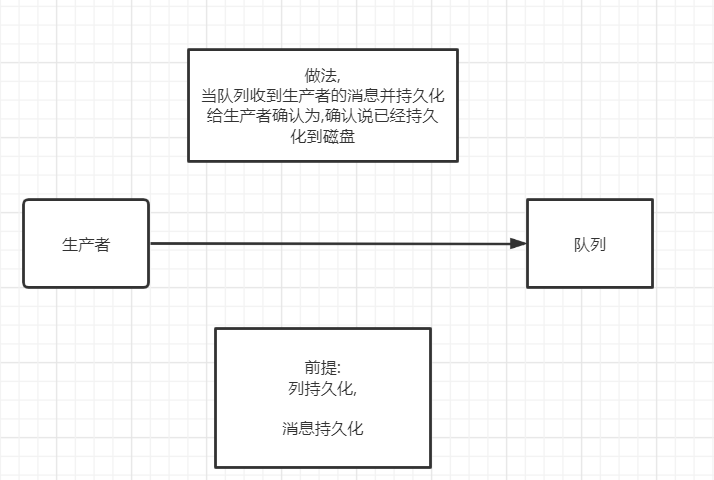 做法,
当队列收到生产者的消息并持久化
给生产者确认为,确认说已经持久
化到磁盘
生产者
队列
前提:
列持久化,
消息持久化